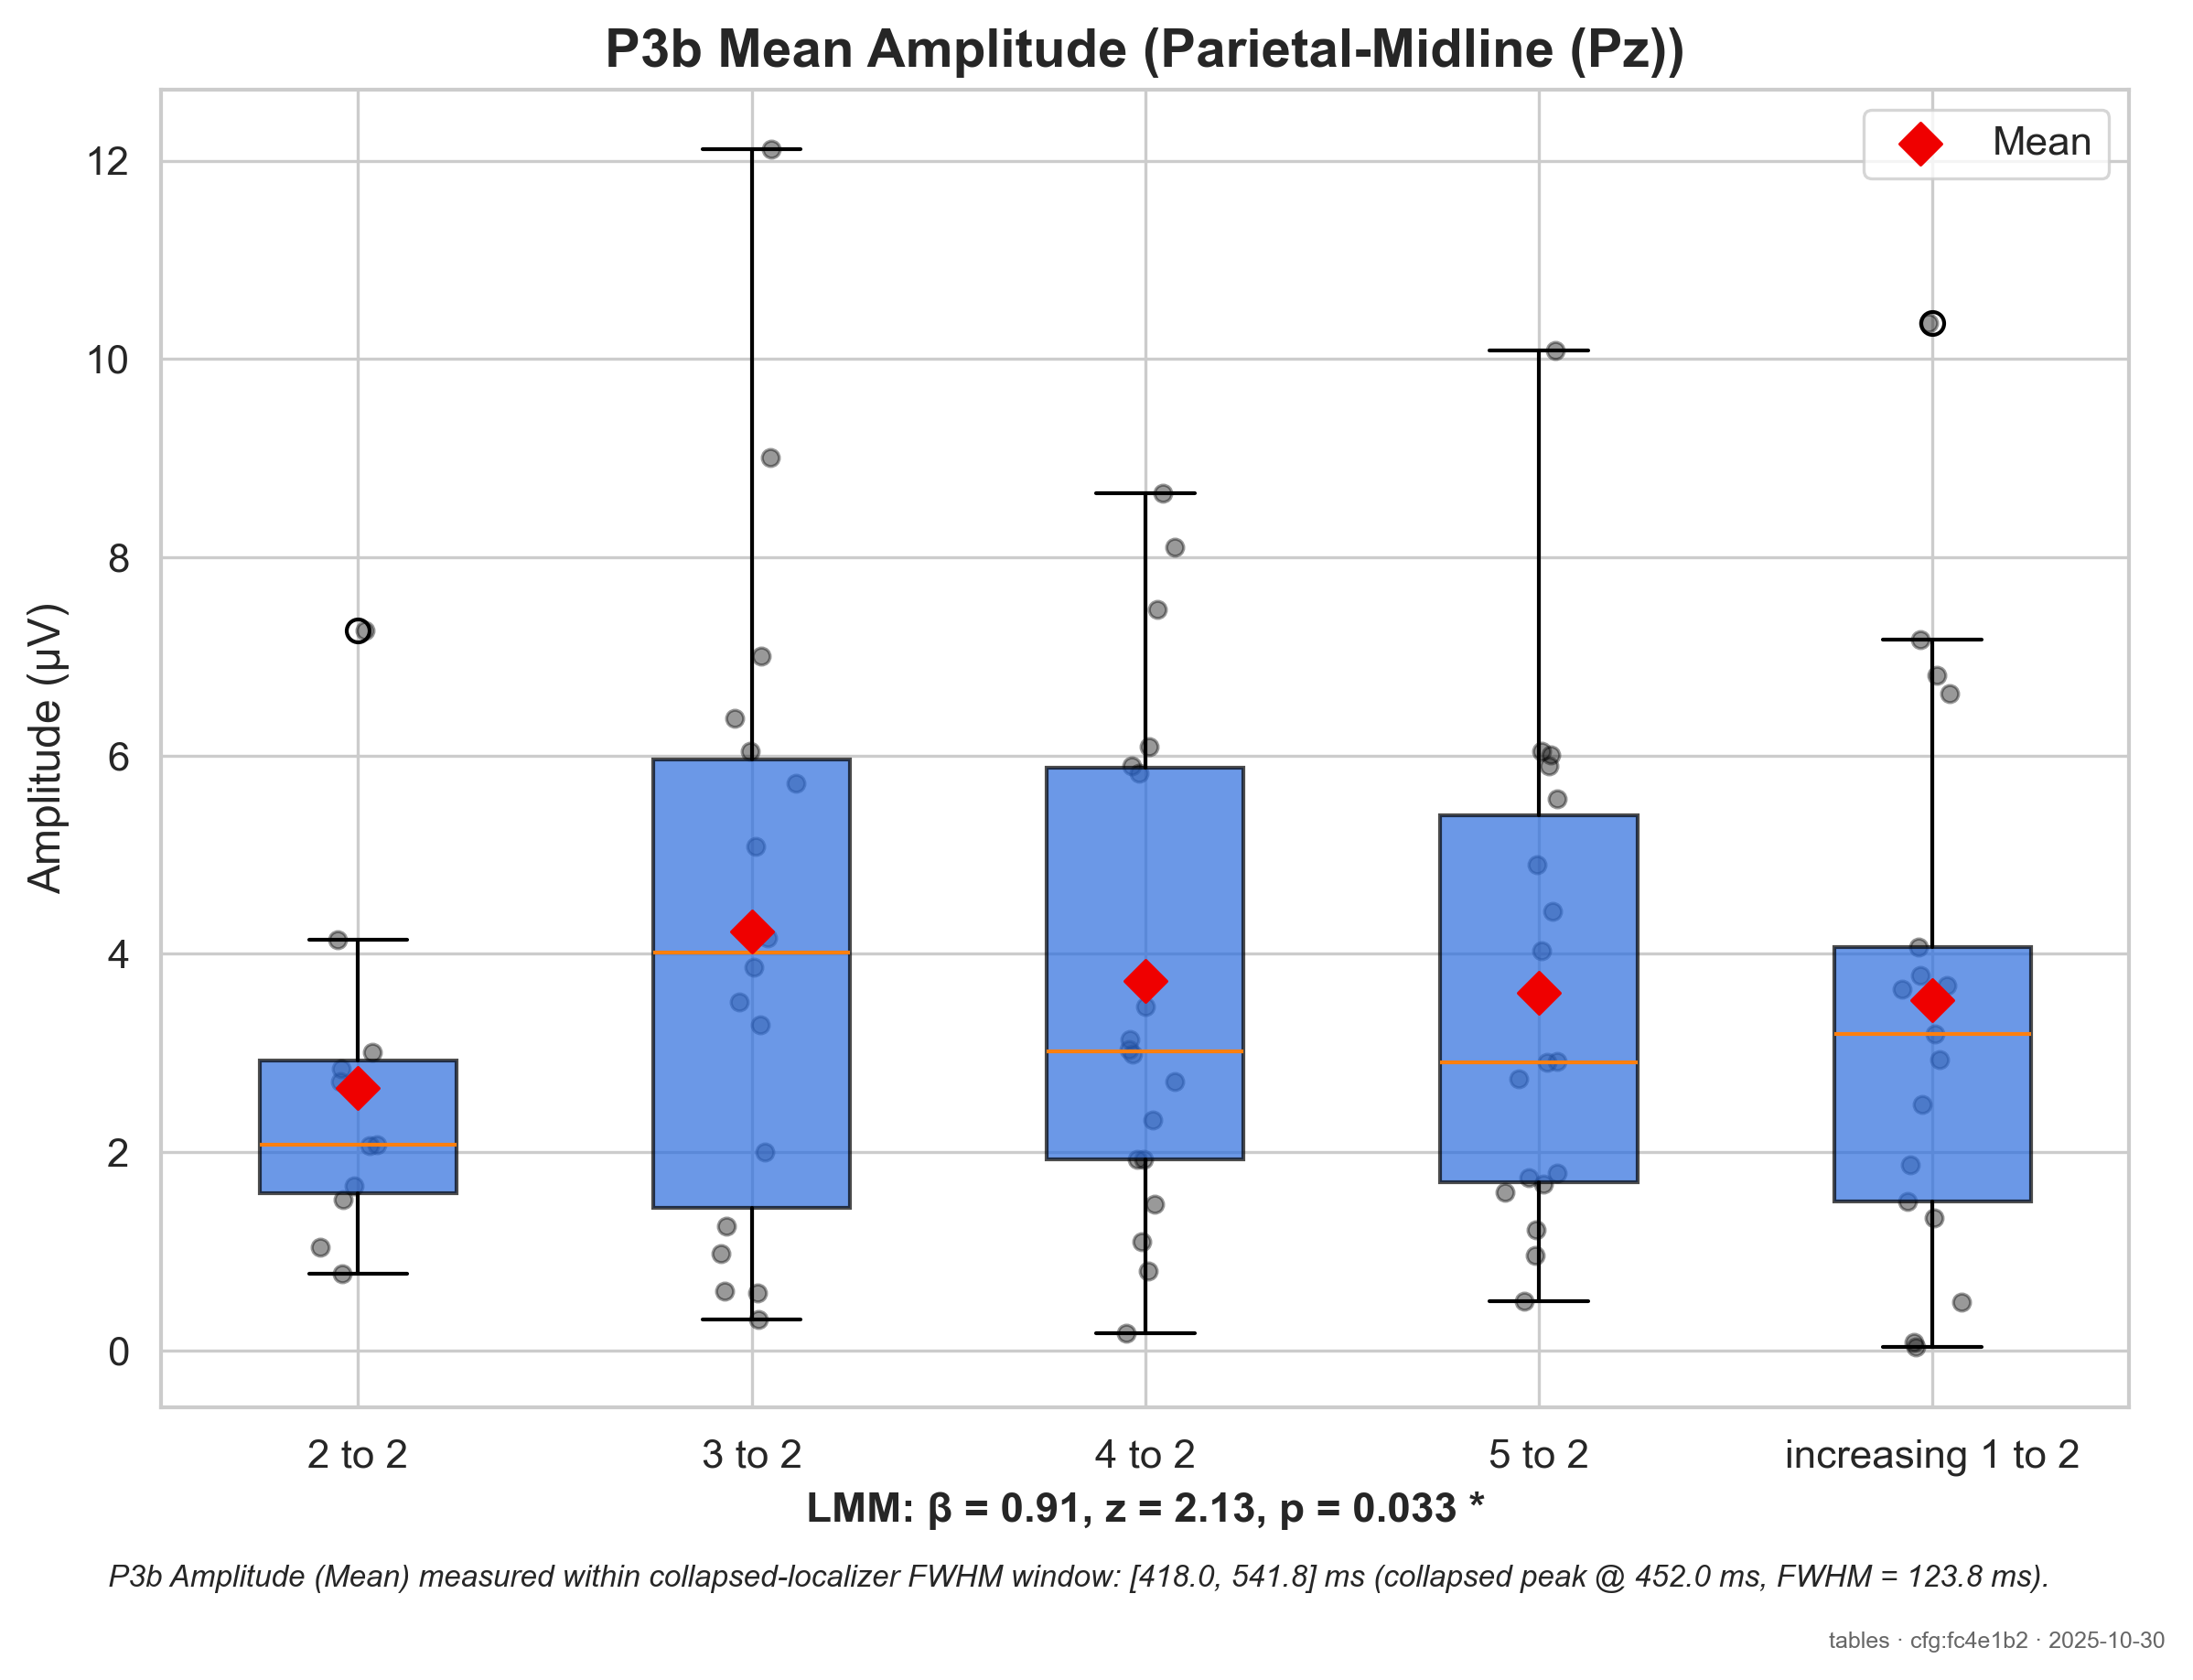 P3b Mean Amplitude (Parietal-Midline (Pz))
Mean
Amplitude (µV)
12
10
8
6
4
2
0
2 to 2
3 to 2
4 to 2
5 to 2
increasing 1 to 2
LMM: β = 0.91, z = 2.13, p = 0.033 *
P3b Amplitude (Mean) measured within collapsed-localizer FWHM window: [418.0, 541.8] ms (collapsed peak @ 452.0 ms, FWHM = 123.8 ms).
tables · cfg:fc4e1b2 · 2025-10-30